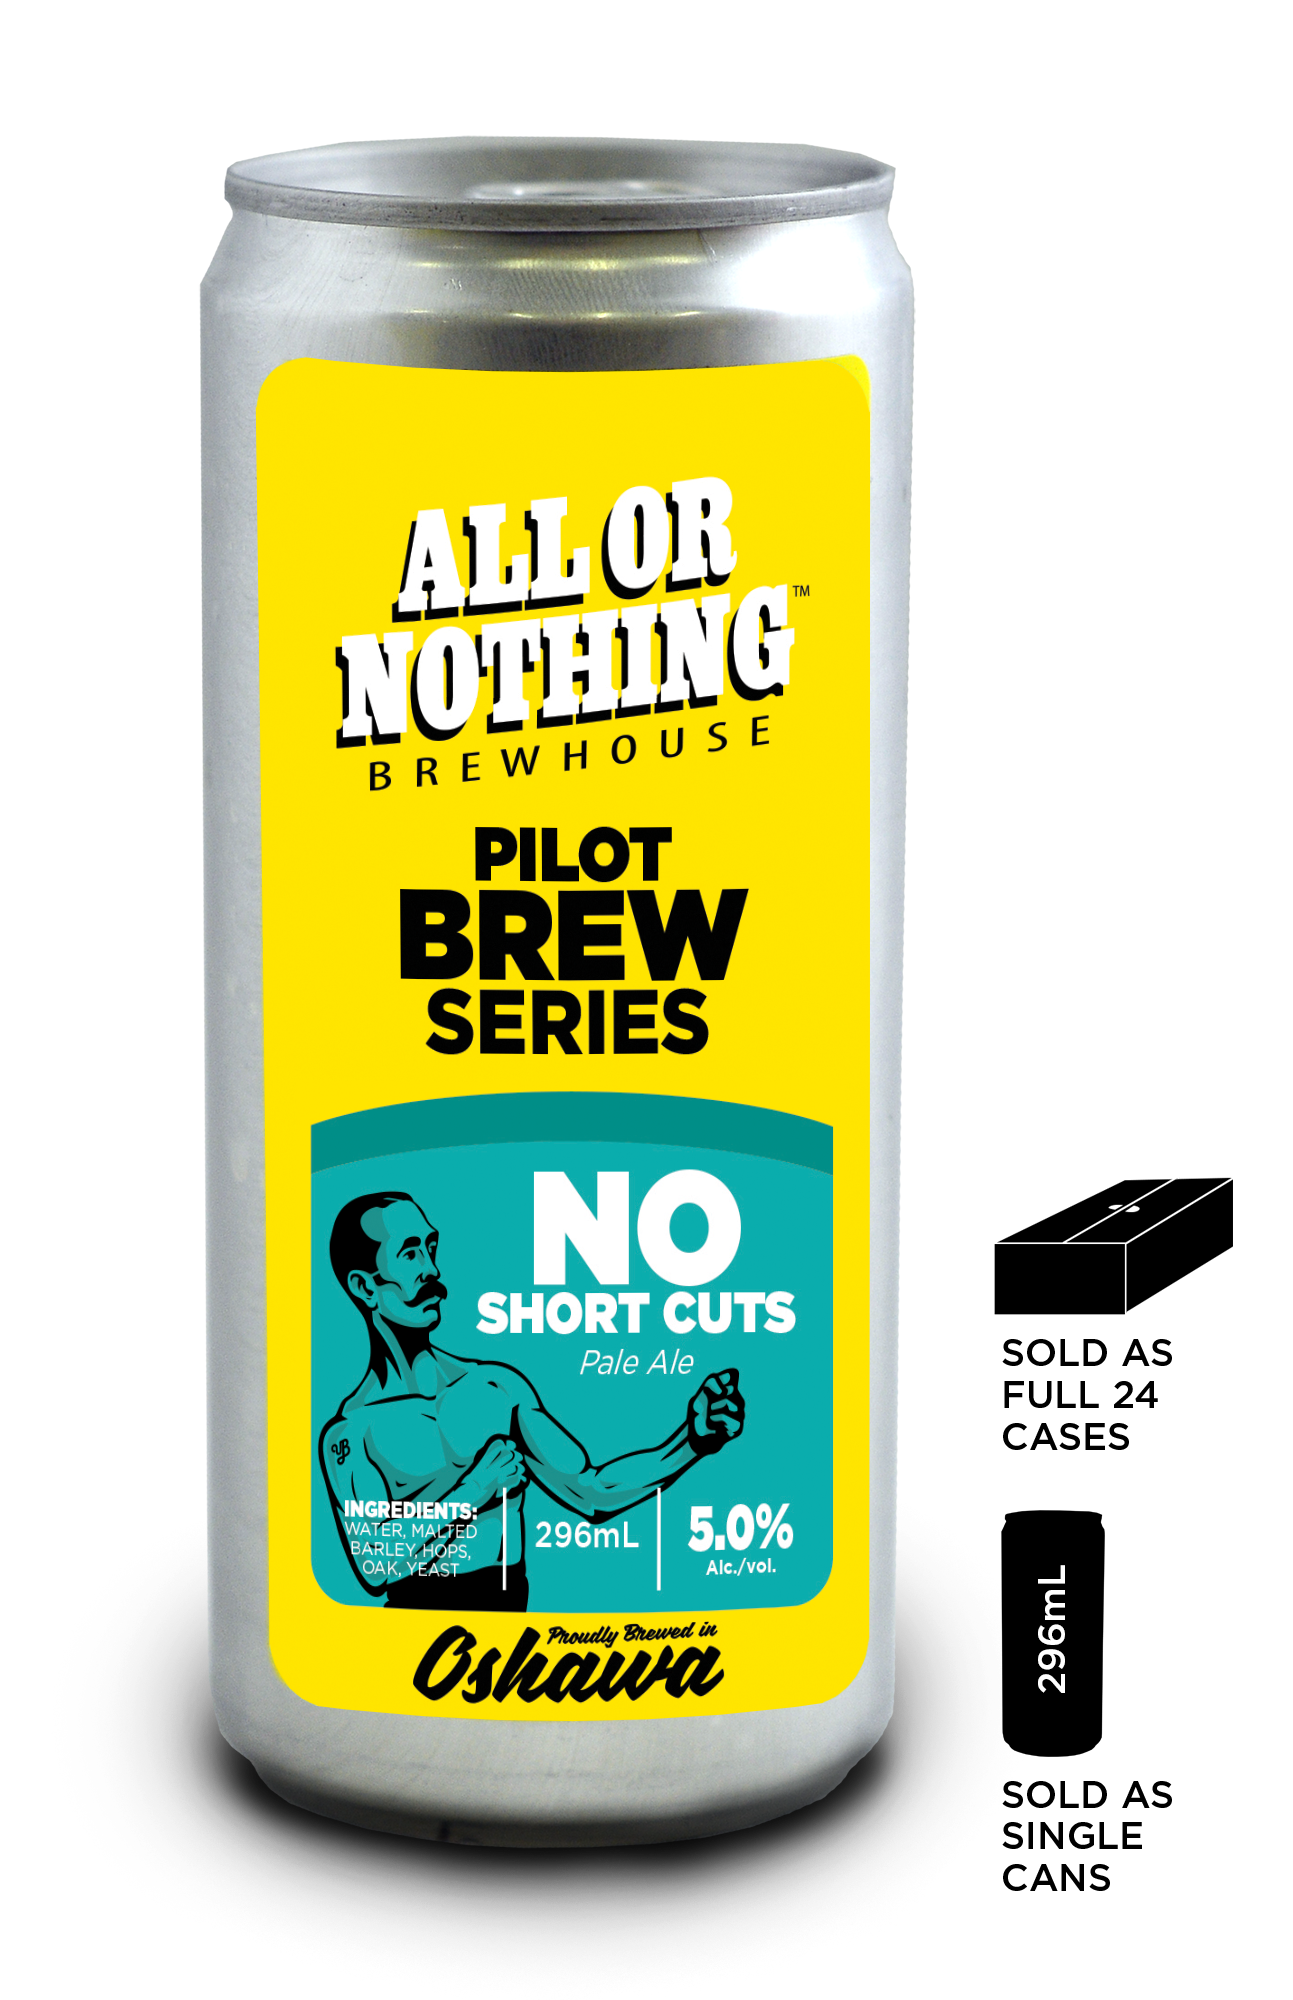 ALL OR
NOTHING™
BREWHOUSE
PILOT
BREW
SERIES
NO
SHORT CUTS
Pale Ale
INGREDIENTS:
WATER, MALTED
BARLEY, HOPS,
OAK, YEAST
296mL
5.0%
Alc./vol.
Proudly Brewed in
Oshawa
SOLD AS
FULL 24
CASES
296mL
SOLD AS
SINGLE
CANS